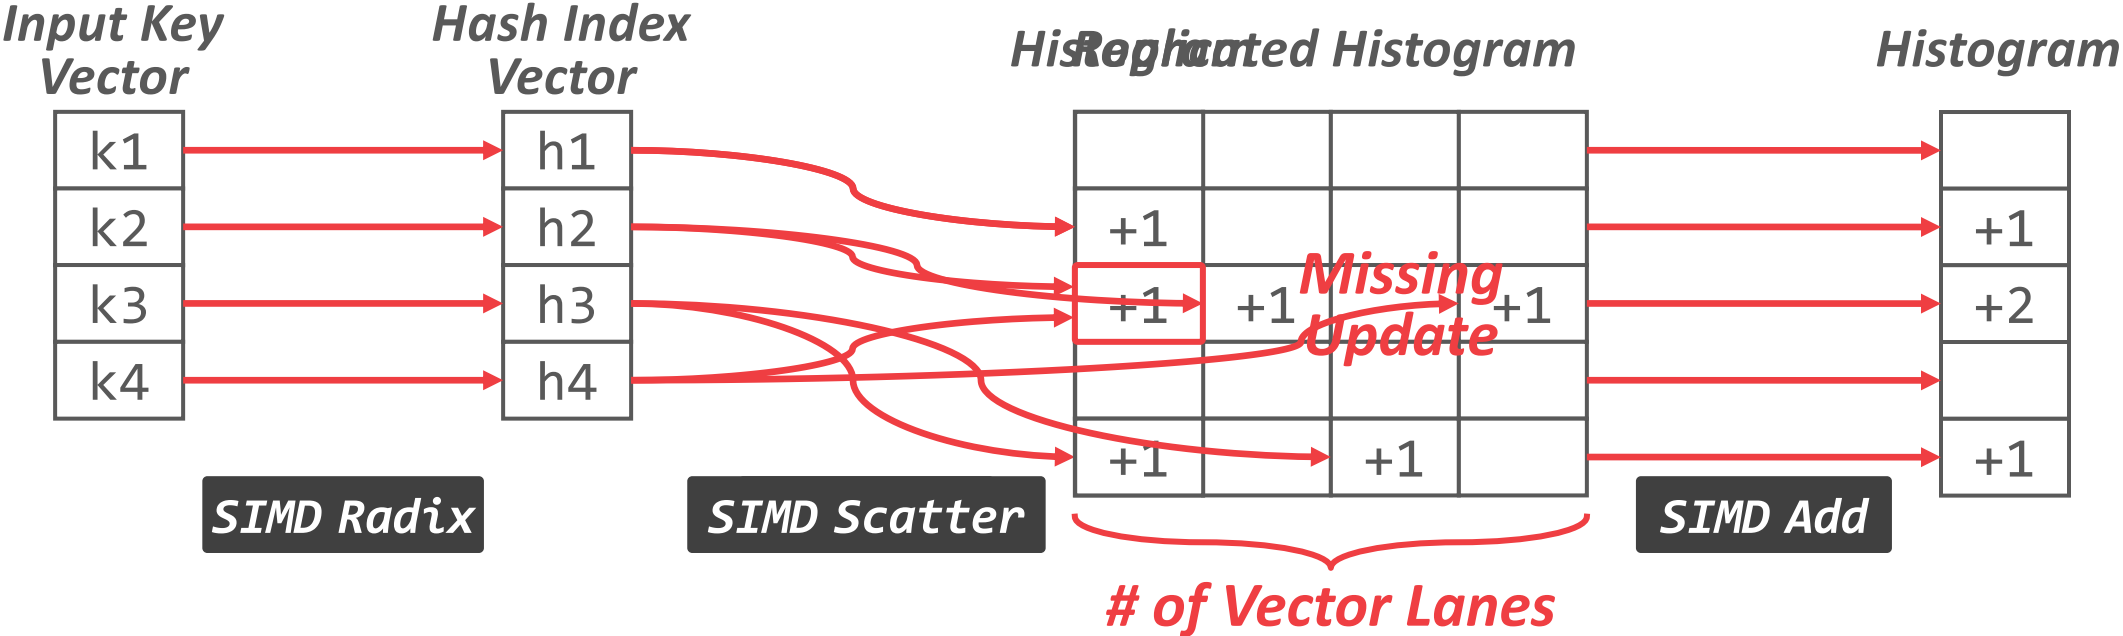 Input Key
Vector
Hash Index
Vector
Histogram
Replicated Histogram
Histogram
k1
h1
k2
h2
+1
+1
k3
h3
+1
+1
+1
+2
Missing
Update
k4
h4
+1
+1
+1
SIMD Radix
SIMD Scatter
SIMD Add
# of Vector Lanes